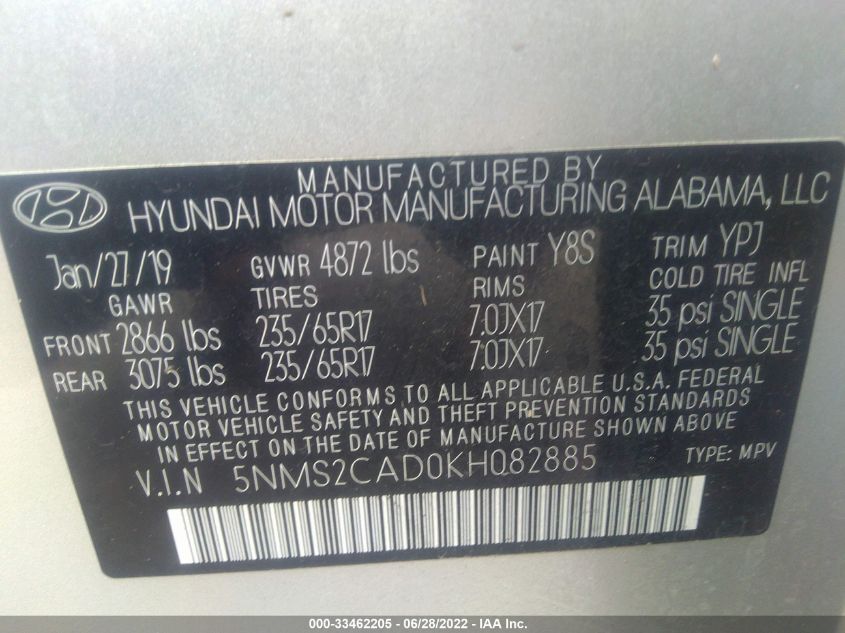 MANUFACTURED BY
HYUNDAI MOTOR MANUFACTURING ALABAMA, LLC
Jan/27/19 GVWR 4872 lbs PAINT Y8S TRIM YPJ
GAWR TIRES RIMS COLD TIRE INFL
FRONT 2866 lbs 235/65R17 7.0JX17 35 psi SINGLE
REAR 3075 lbs 235/65R17 7.0JX17 35 psi SINGLE
THIS VEHICLE CONFORMS TO ALL APPLICABLE U.S.A. FEDERAL
MOTOR VEHICLE SAFETY AND THEFT PREVENTION STANDARDS
IN EFFECT ON THE DATE OF MANUFACTURE SHOWN ABOVE
V.I.N 5NMS2CAD0KH082885 TYPE: MPV
000-33462205 - 06/28/2022 - IAA Inc.